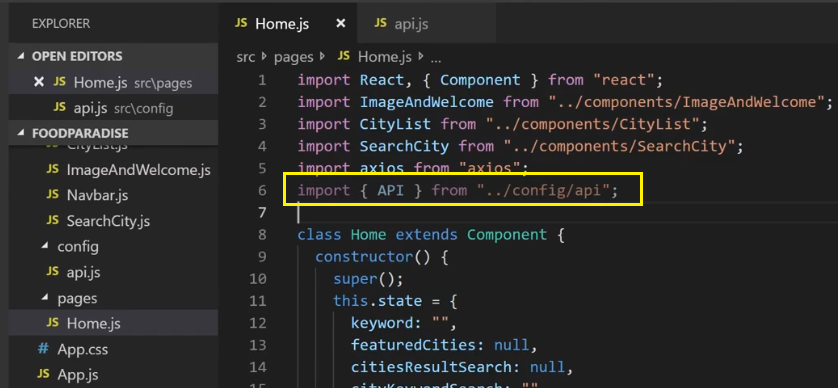 EXPLORER
OPEN EDITORS
Home.js src\pages
JS api.js src\config
FOODPARADISE
CityList.js
JS ImageAndWelcome.js
JS Navbar.js
JS SearchCity.js
config
JS api.js
pages
JS Home.js
# App.css
JS App.js
JS Home.js
JS api.js
src pages JS Home.js ...
1 import React, { Component } from "react";
2 import ImageAndWelcome from "../components/ImageAndWelcome";
3 import CityList from "../components/CityList";
4 import SearchCity from "../components/SearchCity";
5 import axios from "axios";
6 import { API } from "../config/api";
7
8 class Home extends Component {
9 constructor() {
10 super();
11 this.state = {
12 keyword: "",
13 featuredCities: null,
14 citiesResultSearch: null,
15 cityKeywordSearch: ""